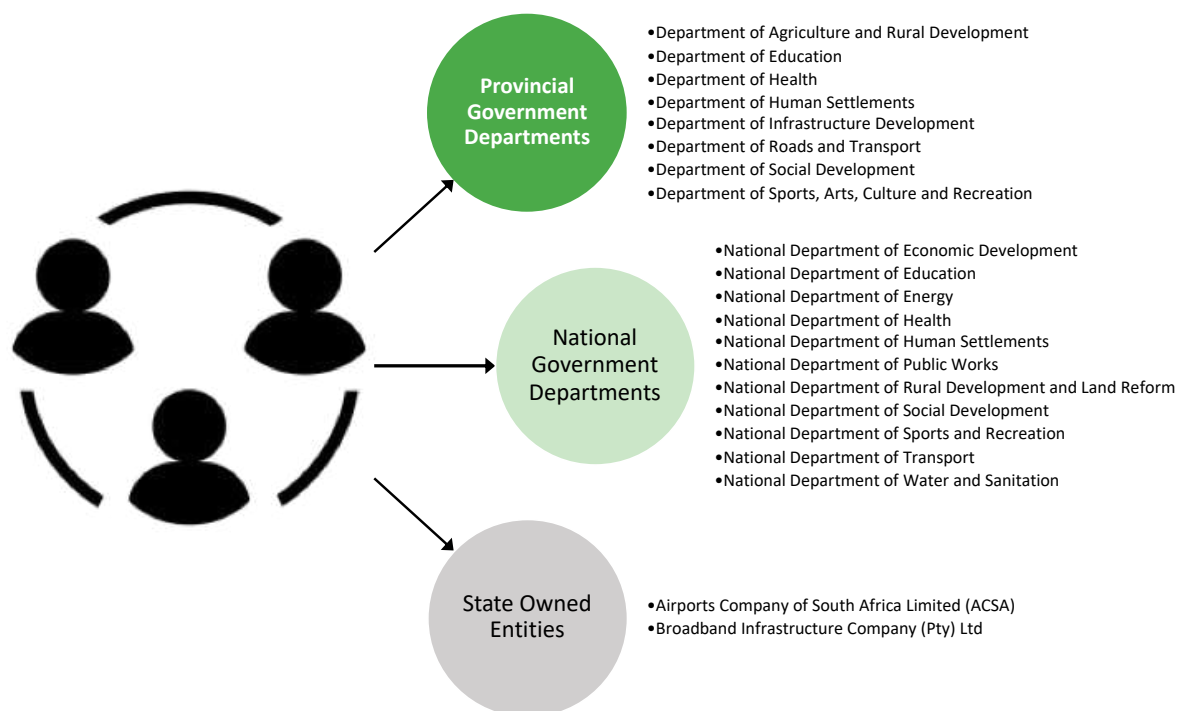 Provincial
Government
Departments
•Department of Agriculture and Rural Development
•Department of Education
•Department of Health
•Department of Human Settlements
•Department of Infrastructure Development
•Department of Roads and Transport
•Department of Social Development
•Department of Sports, Arts, Culture and Recreation
National
Government
Departments
•National Department of Economic Development
•National Department of Education
•National Department of Energy
•National Department of Health
•National Department of Human Settlements
•National Department of Public Works
•National Department of Rural Development and Land Reform
•National Department of Social Development
•National Department of Sports and Recreation
•National Department of Transport
•National Department of Water and Sanitation
State Owned
Entities
•Airports Company of South Africa Limited (ACSA)
•Broadband Infrastructure Company (Pty) Ltd